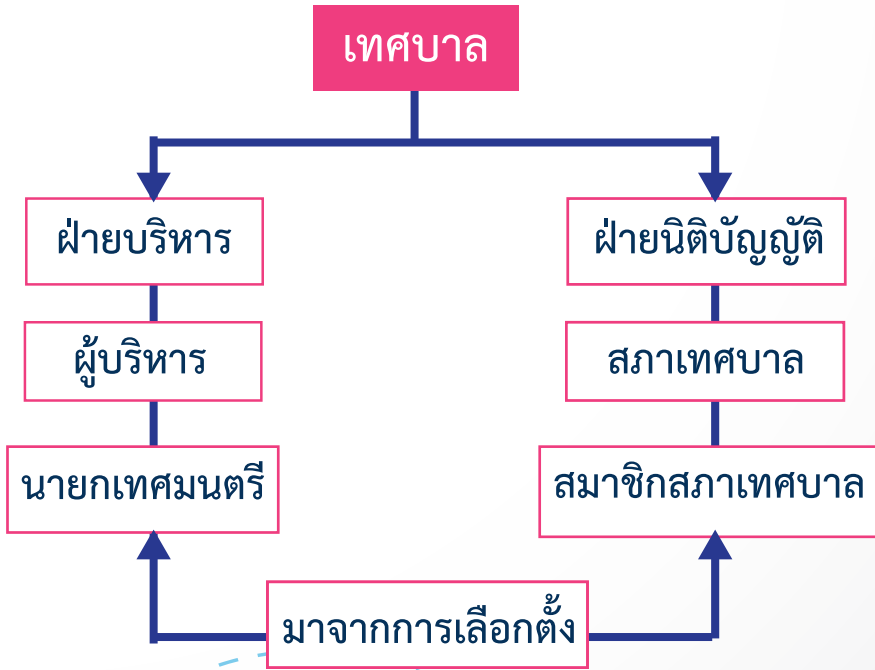 เทศบาล
ฝ่ายบริหาร
ฝ่ายนิติบัญญัติ
ผู้บริหาร
สภาเทศบาล
นายกเทศมนตรี
สมาชิกสภาเทศบาล
มาจากการเลือกตั้ง